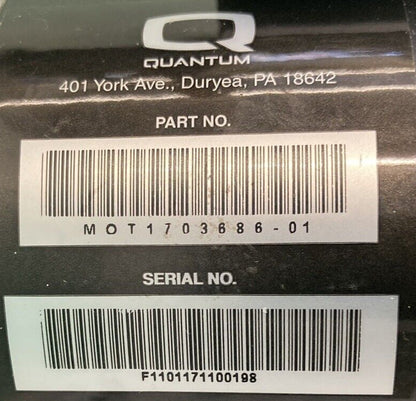 QUANTUM
401 York Ave., Duryea, PA 18642
PART NO.
MOT1703686-01
SERIAL NO.
F1101171100198